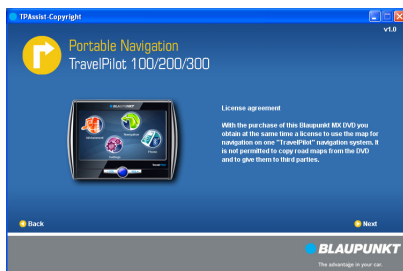 TPAssist-Copyright
v1.0
Portable Navigation
TravelPilot 100/200/300
BLAUPUNKT
Navigation
Settings
License agreement
With the purchase of this Blaupunkt MX DVD you
obtain at the same time a license to use the map for
navigation on one "TravelPilot" navigation system. It
is not permitted to copy road maps from the DVD
and to give them to third parties.
Back
Next
BLAUPUNKT
The advantage in your car.